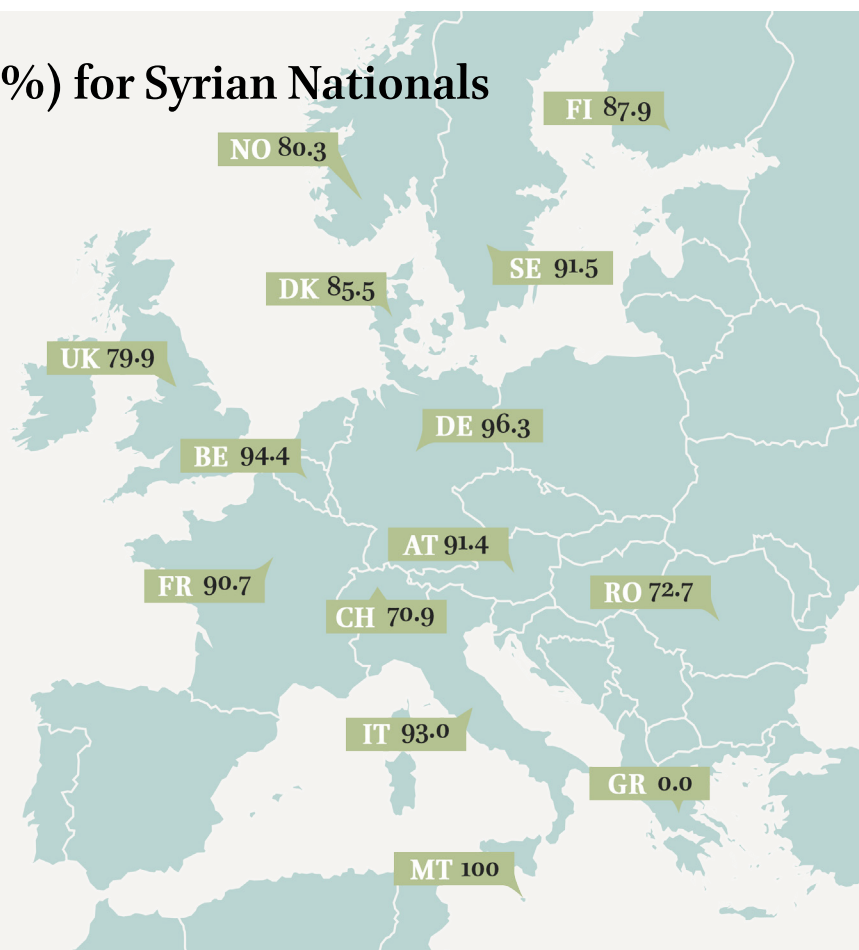 %) for Syrian Nationals
FI 87.9
NO 80.3
SE 91.5
DK 85.5
UK 79.9
DE 96.3
BE 94.4
AT 91.4
FR 90.7
RO 72.7
CH 70.9
IT 93.0
GR 0.0
MT 100